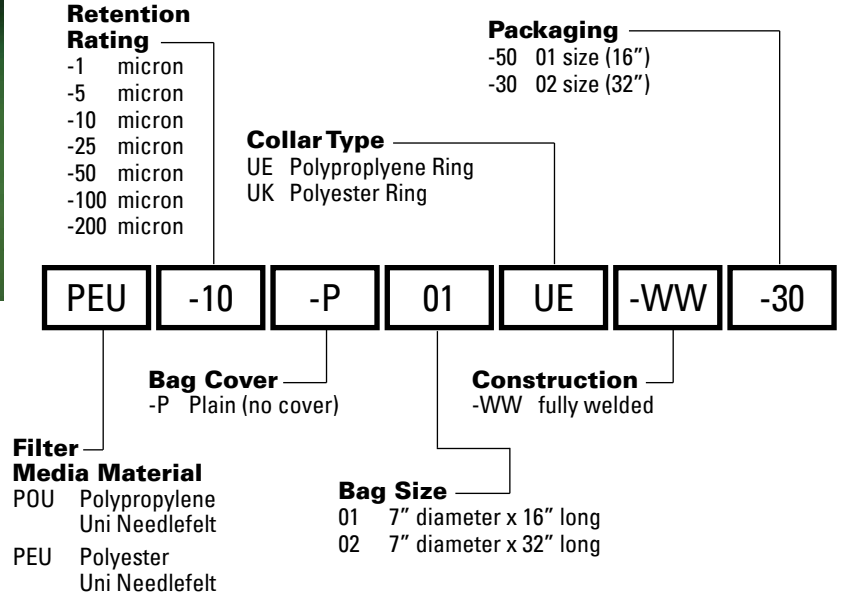 Retention
Rating
-1 micron
-5 micron
-10 micron
-25 micron
-50 micron
-100 micron
-200 micron
Packaging
-50 01 size (16”)
-30 02 size (32”)
Collar Type
UE Polyproplyene Ring
UK Polyester Ring
PEU -10 -P 01 UE -WW -30
Bag Cover
-P Plain (no cover)
Construction
-WW fully welded
Filter
Media Material
POU Polypropylene
Uni Needlefelt
PEU Polyester
Uni Needlefelt
Bag Size
01 7” diameter x 16” long
02 7” diameter x 32” long